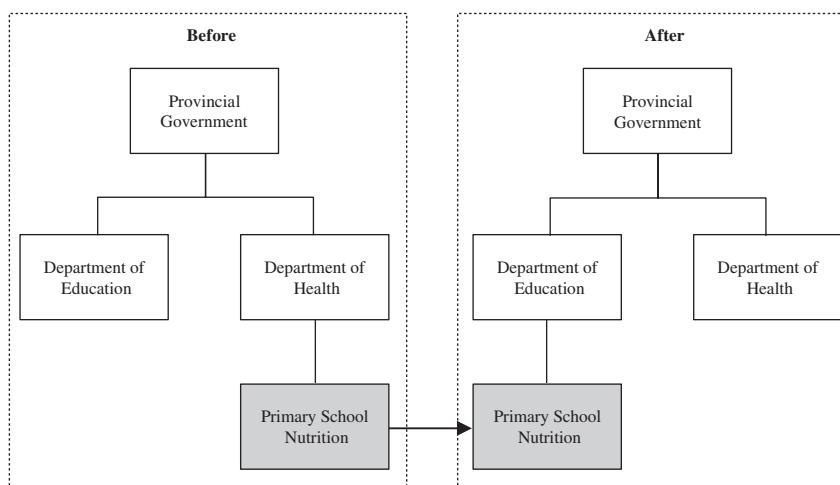 Before
Provincial
Government
Department of
Education
Department of
Health
Primary School
Nutrition
After
Provincial
Government
Department of
Education
Department of
Health
Primary School
Nutrition